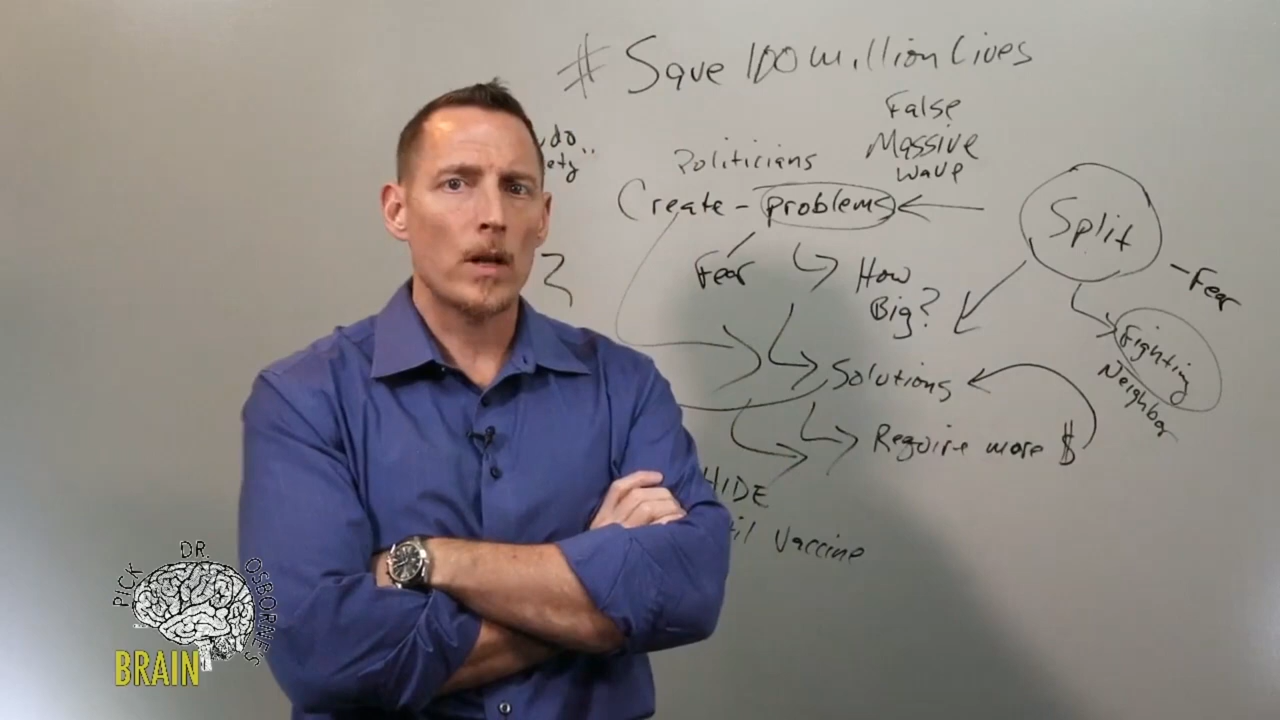 # Save 100 million Lives
False
Massive
wave
Politicians
Create - problems
Split
Fear
How
Big?
- Fear
Fighting
Neighbor
Solutions
Require more $
HIDE
Vaccine
PICK DR. OSBORNE'S
BRAIN